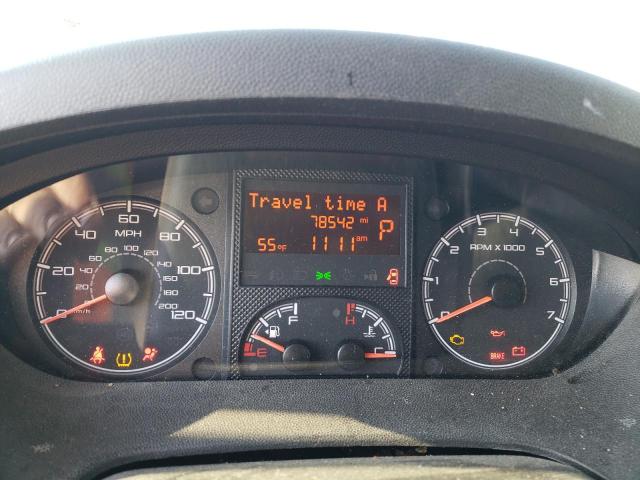 Travel time A
78542 mi
P
55°F 11 11 am
0 20 40 60 80 100 120
MPH
20 40 60 80 100 120 140 160 180 200
km/h
E F
H C
0 1 2 3 4 5 6 7
RPM X 1000
BRAKE